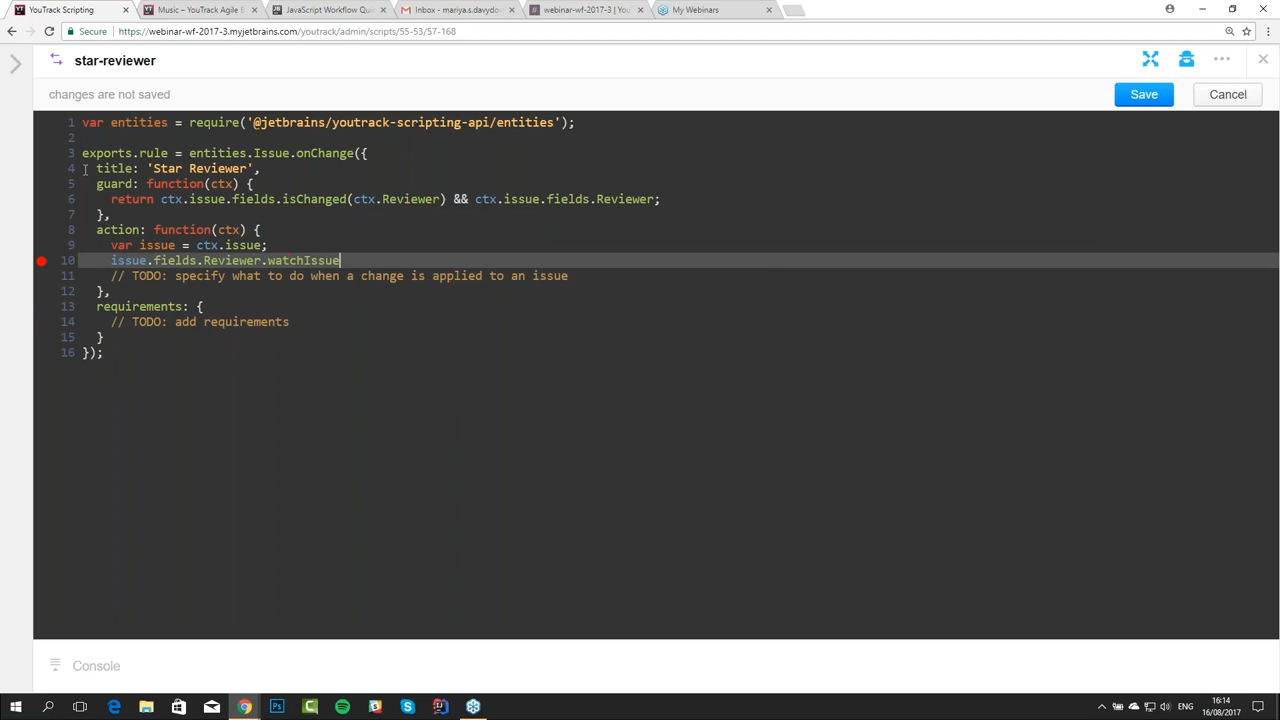 YouTrack Scripting
Music – YouTrack Agile B
JavaScript Workflow Quic
Inbox - mariya.s.davydo
webinar-wf-2017-3 | You
My Webinars
Secure
https://webinar-wf-2017-3.myjetbrains.com/youtrack/admin/scripts/55-53/57-168
star-reviewer
changes are not saved
Save
Cancel
1 var entities = require('@jetbrains/youtrack-scripting-api/entities');
2
3 exports.rule = entities.Issue.onChange({
4 title: 'Star Reviewer',
5 guard: function(ctx) {
6 return ctx.issue.fields.isChanged(ctx.Reviewer) && ctx.issue.fields.Reviewer;
7 },
8 action: function(ctx) {
9 var issue = ctx.issue;
10 issue.fields.Reviewer.watchIssue
11 // TODO: specify what to do when a change is applied to an issue
12 },
13 requirements: {
14 // TODO: add requirements
15 }
16 });
Console
ENG
16:14
16/08/2017